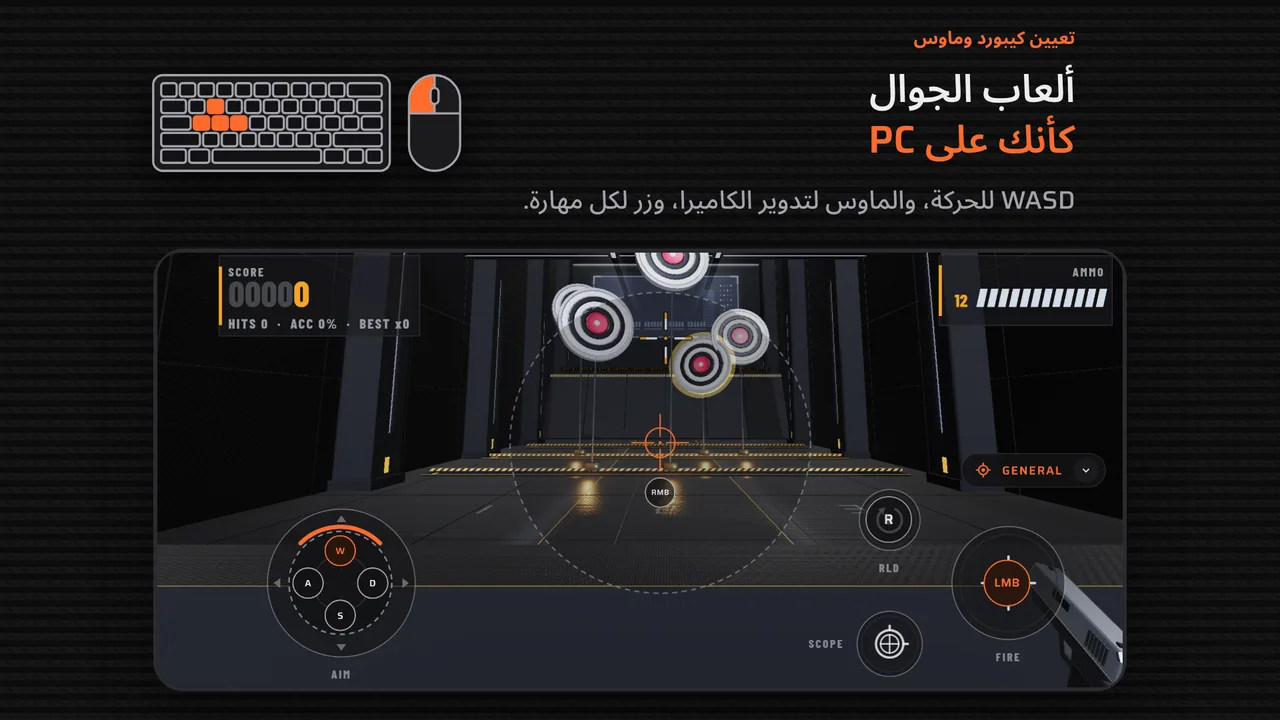 تعيين كيبورد وماوس
ألعاب الجوال
كأنك على PC
WASD للحركة، والماوس لتدوير الكاميرا، وزر لكل مهارة.
SCORE
00000
HITS 0 · ACC 0% · BEST x0
AMMO
12
GENERAL
RMB
R
RLD
W
A
D
S
AIM
LMB
FIRE
SCOPE